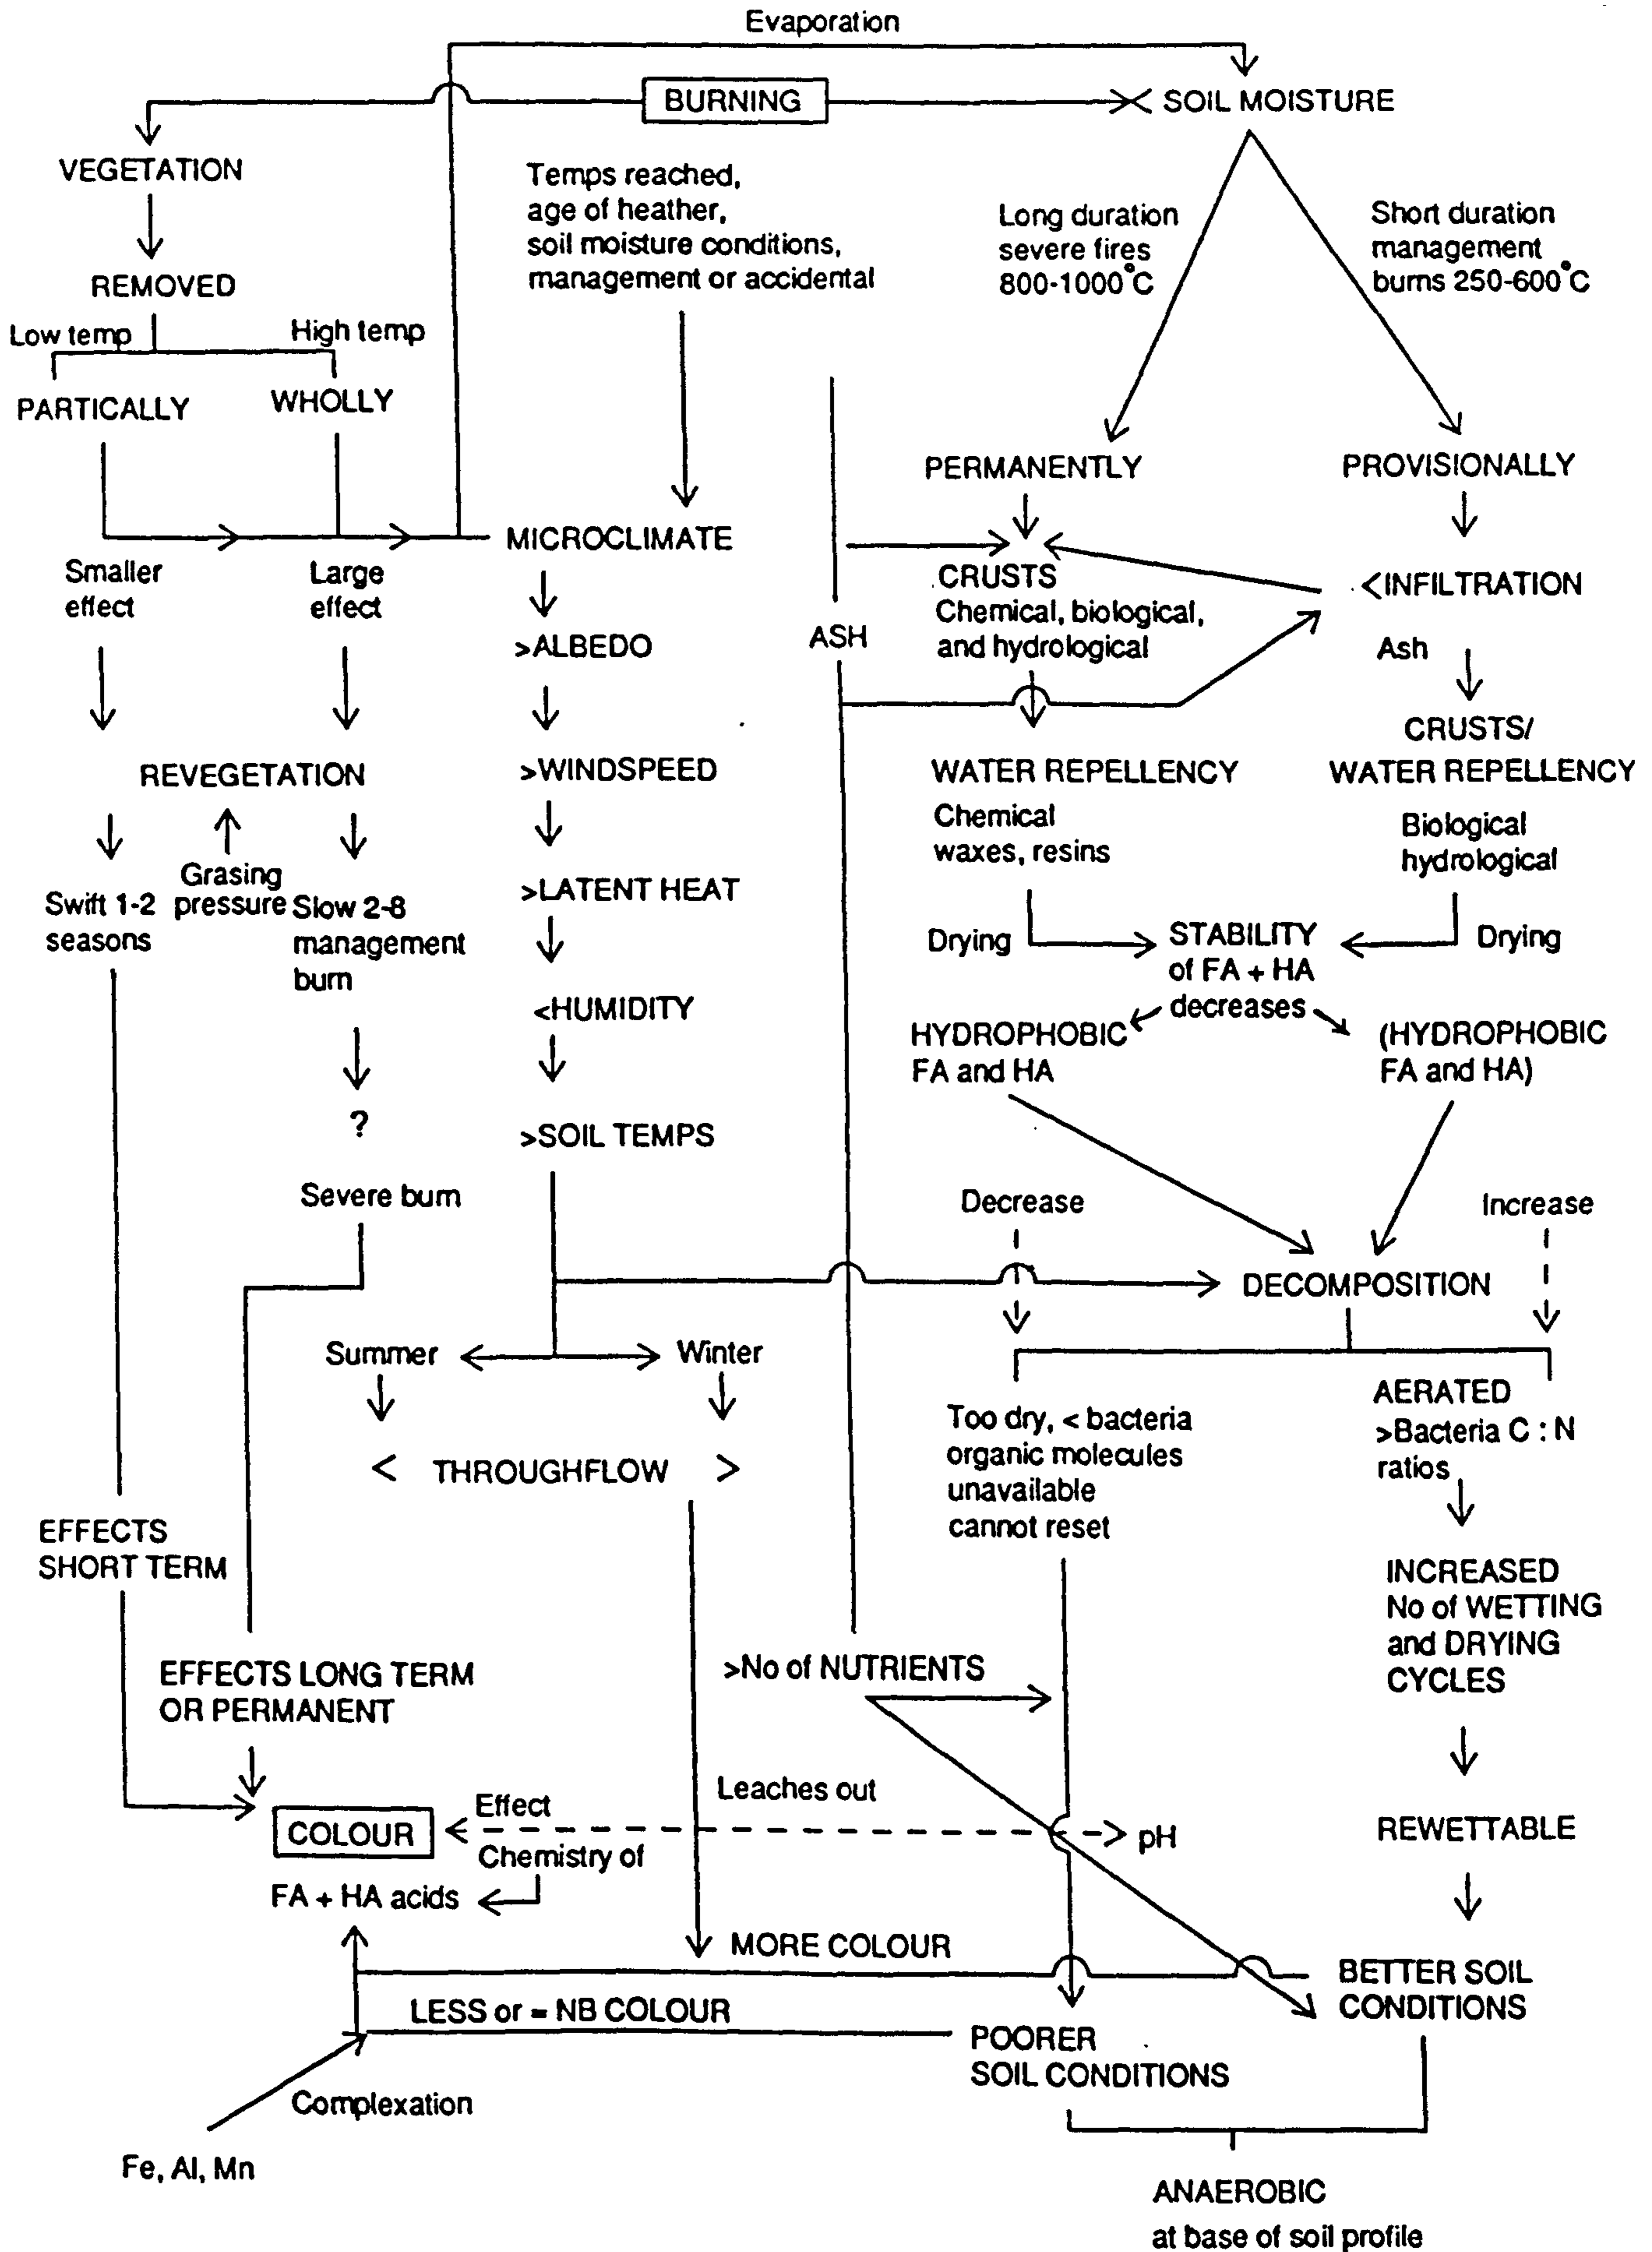 Evaporation
BURNING
>< SOIL MOISTURE
VEGETATION
Temps reached,
age of heather,
soil moisture conditions,
management or accidental
Long duration
severe fires
800-1000°C
Short duration
management
burns 250-600°C
REMOVED
Low temp
High temp
PARTICALLY
WHOLLY
PERMANENTLY
PROVISIONALLY
MICROCLIMATE
Smaller
effect
Large
effect
CRUSTS
Chemical, biological,
and hydrological
<INFILTRATION
>ALBEDO
ASH
Ash
CRUSTS/
WATER REPELLENCY
REVEGETATION
>WINDSPEED
WATER REPELLENCY
Chemical
waxes, resins
Biological
hydrological
Grasing
pressure
Swift 1-2
seasons
Slow 2-8
management
burn
>LATENT HEAT
Drying
STABILITY
of FA + HA
decreases
Drying
<HUMIDITY
HYDROPHOBIC
FA and HA
(HYDROPHOBIC
FA and HA)
?
>SOIL TEMPS
Severe burn
Decrease
Increase
DECOMPOSITION
Summer
Winter
< THROUGHFLOW >
Too dry, < bacteria
organic molecules
unavailable
cannot reset
AERATED
>Bacteria C : N
ratios
EFFECTS
SHORT TERM
INCREASED
No of WETTING
and DRYING
CYCLES
EFFECTS LONG TERM
OR PERMANENT
>No of NUTRIENTS
Leaches out
COLOUR
Effect
Chemistry of
FA + HA acids
pH
REWETTABLE
MORE COLOUR
BETTER SOIL
CONDITIONS
LESS or = NB COLOUR
POORER
SOIL CONDITIONS
Complexation
Fe, Al, Mn
ANAEROBIC
at base of soil profile